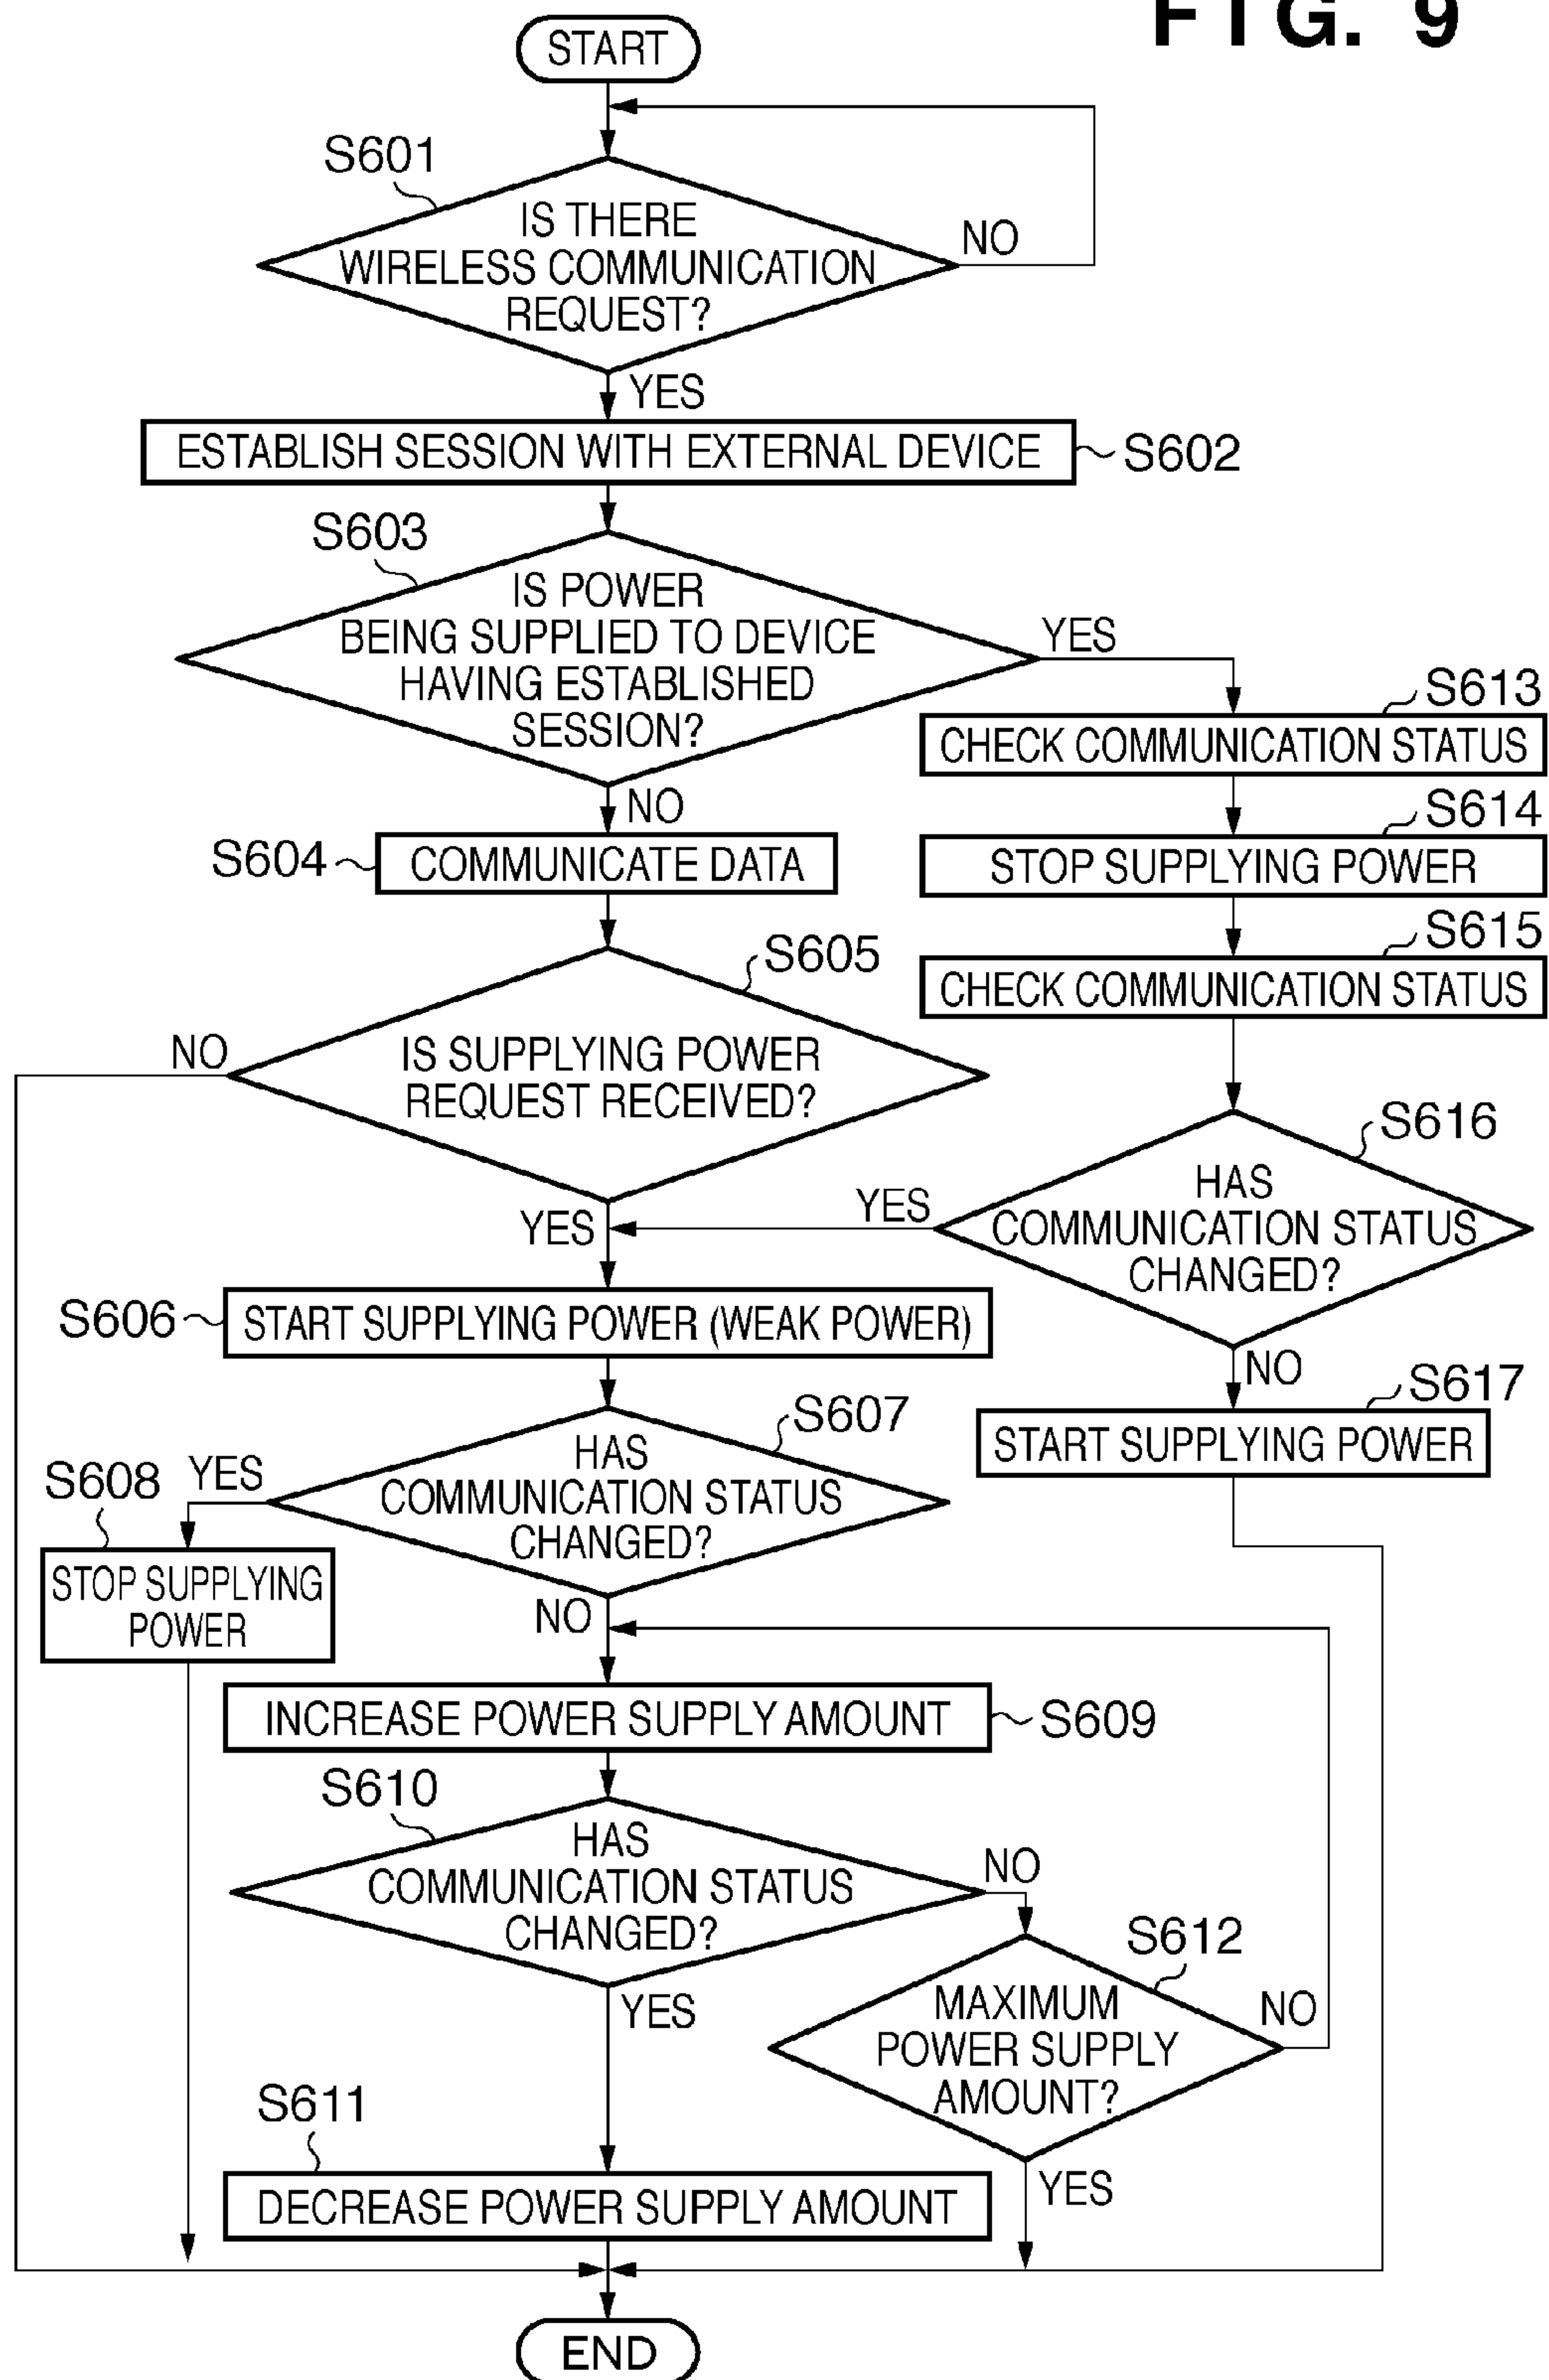 FIG. 9
START
S601
IS THERE
WIRELESS COMMUNICATION
REQUEST?
NO
YES
ESTABLISH SESSION WITH EXTERNAL DEVICE
S602
S603
IS POWER
BEING SUPPLIED TO DEVICE
HAVING ESTABLISHED
SESSION?
YES
NO
S613
CHECK COMMUNICATION STATUS
S604
COMMUNICATE DATA
S614
STOP SUPPLYING POWER
S605
S615
CHECK COMMUNICATION STATUS
NO
IS SUPPLYING POWER
REQUEST RECEIVED?
YES
S616
HAS
COMMUNICATION STATUS
CHANGED?
YES
NO
S606
START SUPPLYING POWER (WEAK POWER)
S617
START SUPPLYING POWER
S607
HAS
COMMUNICATION STATUS
CHANGED?
YES
S608
STOP SUPPLYING
POWER
NO
INCREASE POWER SUPPLY AMOUNT
S609
S610
HAS
COMMUNICATION STATUS
CHANGED?
NO
YES
S612
MAXIMUM
POWER SUPPLY
AMOUNT?
NO
YES
S611
DECREASE POWER SUPPLY AMOUNT
END